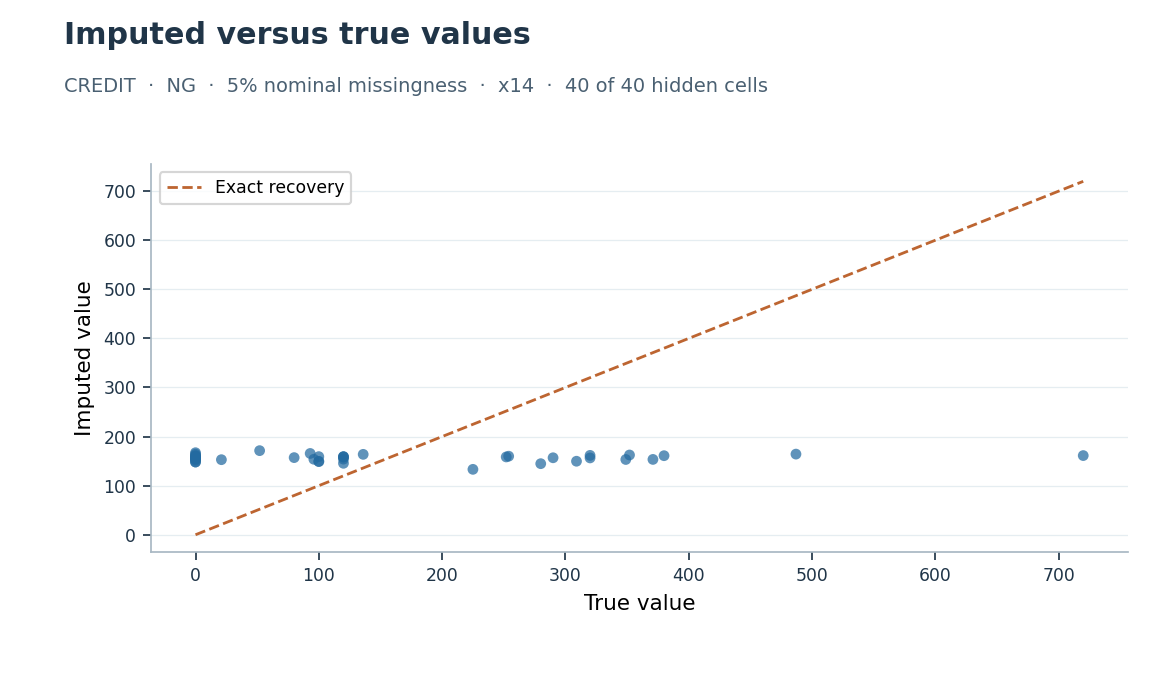 Imputed versus true values
CREDIT · NG · 5% nominal missingness · x14 · 40 of 40 hidden cells
Exact recovery
700
600
500
400
300
200
100
0
Imputed value
0 100 200 300 400 500 600 700
True value